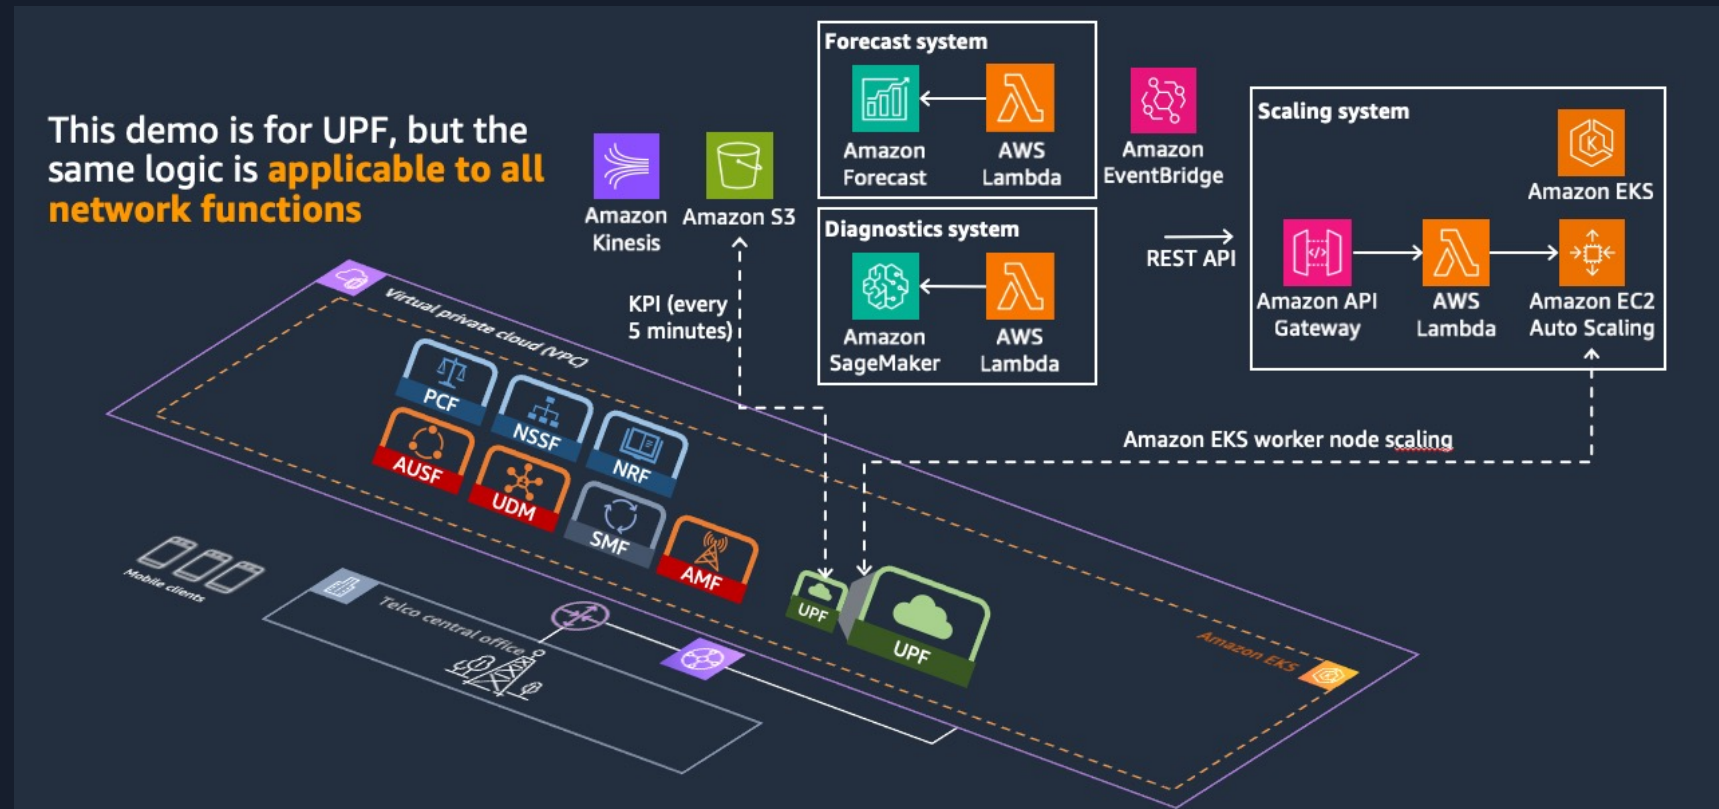 This demo is for UPF, but the
same logic is applicable to all
network functions
Amazon
Kinesis
Amazon S3
Forecast system
Amazon
Forecast
AWS
Lambda
Amazon
EventBridge
Diagnostics system
Amazon
SageMaker
AWS
Lambda
REST API
Scaling system
Amazon EKS
Amazon API
Gateway
AWS
Lambda
Amazon EC2
Auto Scaling
KPI (every
5 minutes)
Amazon EKS worker node scaling
Virtual private cloud (VPC)
PCF
NSSF
NRF
AUSF
UDM
SMF
AMF
UPF
UPF
Mobile clients
Telco central office
Amazon EKS